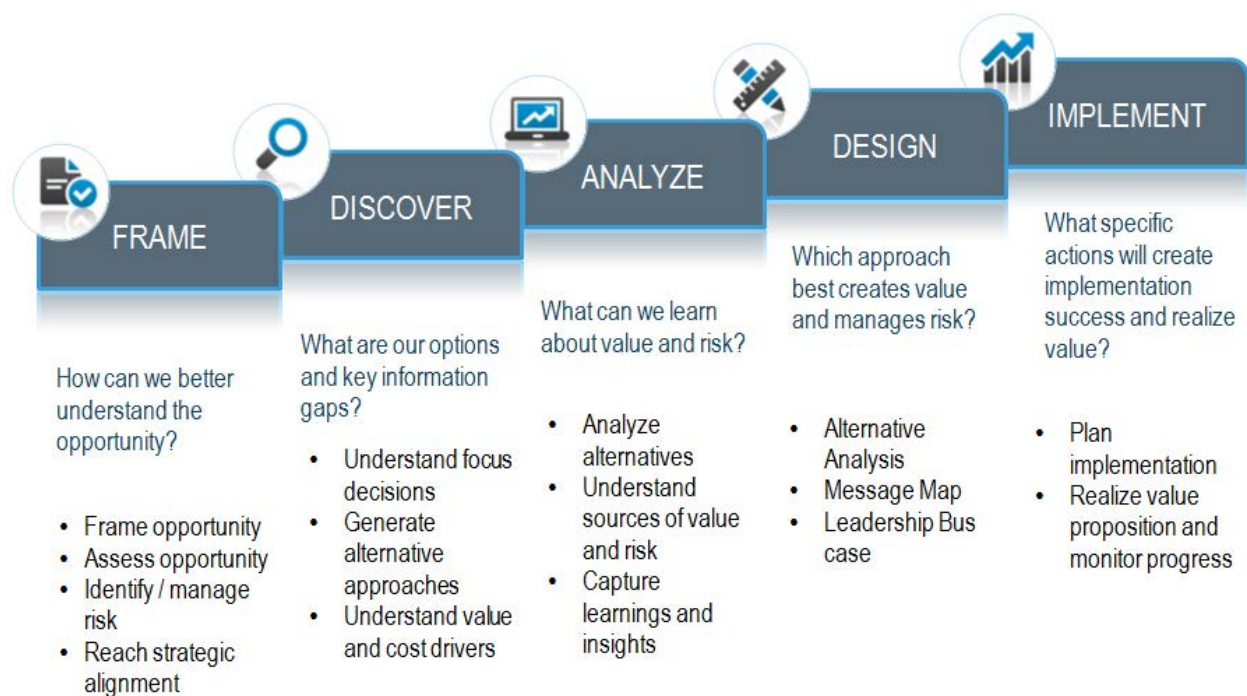 FRAME
How can we better
understand the
opportunity?
• Frame opportunity
• Assess opportunity
• Identify / manage
risk
• Reach strategic
alignment
DISCOVER
What are our options
and key information
gaps?
• Understand focus
decisions
• Generate
alternative
approaches
• Understand value
and cost drivers
ANALYZE
What can we learn
about value and risk?
• Analyze
alternatives
• Understand
sources of value
and risk
• Capture
learnings and
insights
DESIGN
Which approach
best creates value
and manages risk?
• Alternative
Analysis
• Message Map
• Leadership Bus
case
IMPLEMENT
What specific
actions will create
implementation
success and realize
value?
• Plan
implementation
• Realize value
proposition and
monitor progress